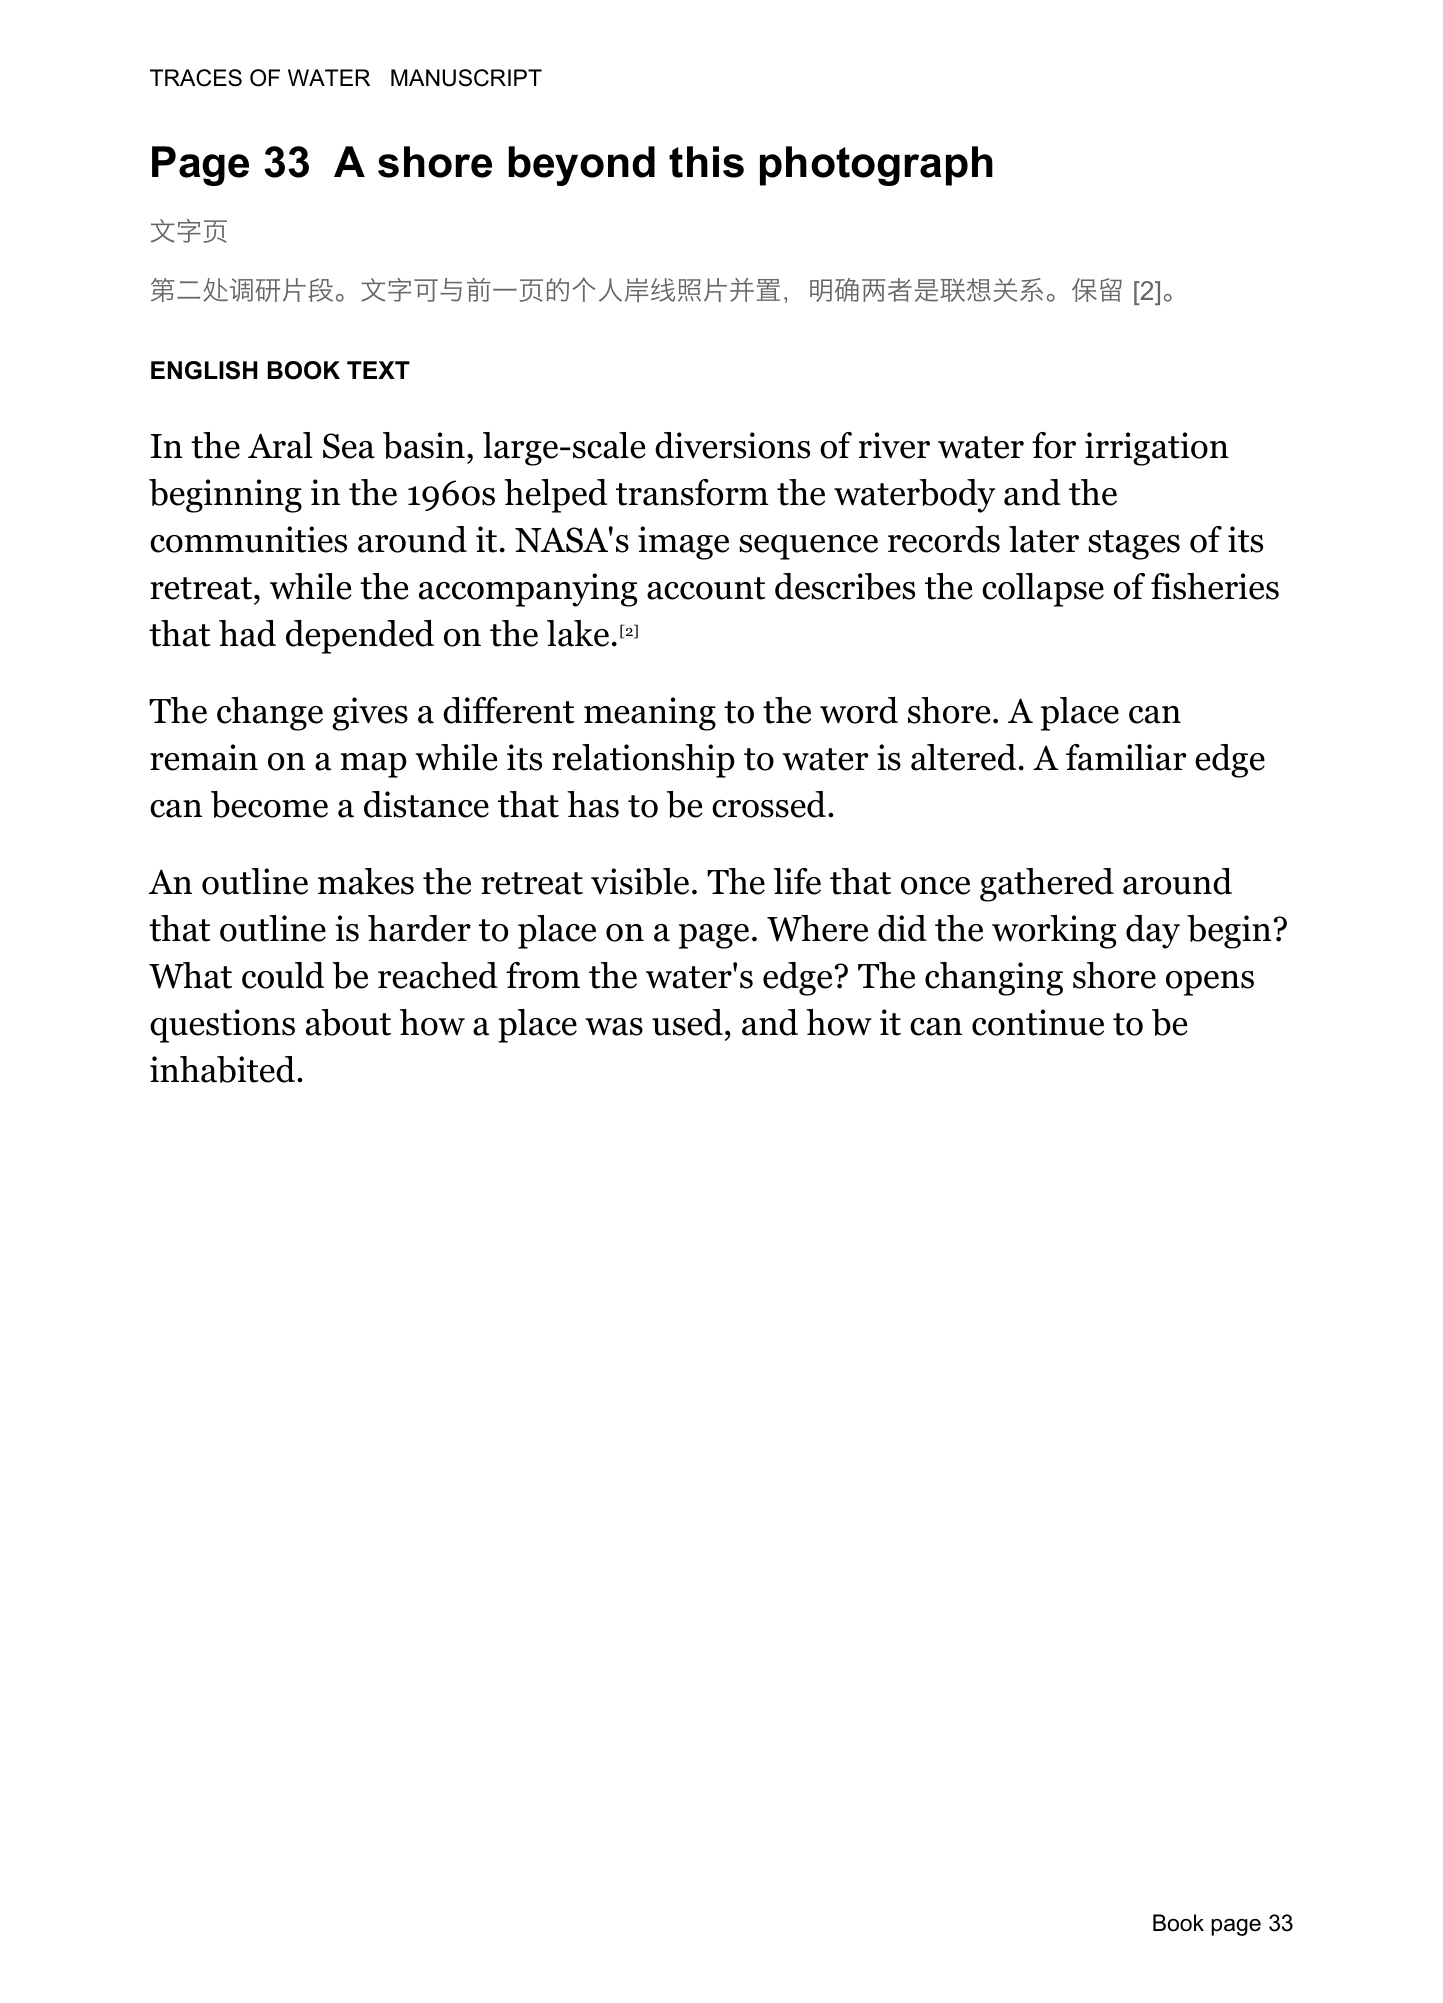 TRACES OF WATER   MANUSCRIPT
Page 33  A shore beyond this photograph
文字页
第二处调研片段。文字可与前一页的个人岸线照片并置，明确两者是联想关系。保留 [2]。
ENGLISH BOOK TEXT
In the Aral Sea basin, large-scale diversions of river water for irrigation
beginning in the 1960s helped transform the waterbody and the
communities around it. NASA's image sequence records later stages of its
retreat, while the accompanying account describes the collapse of fisheries
that had depended on the lake.[2]
The change gives a different meaning to the word shore. A place can
remain on a map while its relationship to water is altered. A familiar edge
can become a distance that has to be crossed.
An outline makes the retreat visible. The life that once gathered around
that outline is harder to place on a page. Where did the working day begin?
What could be reached from the water's edge? The changing shore opens
questions about how a place was used, and how it can continue to be
inhabited.
Book page 33